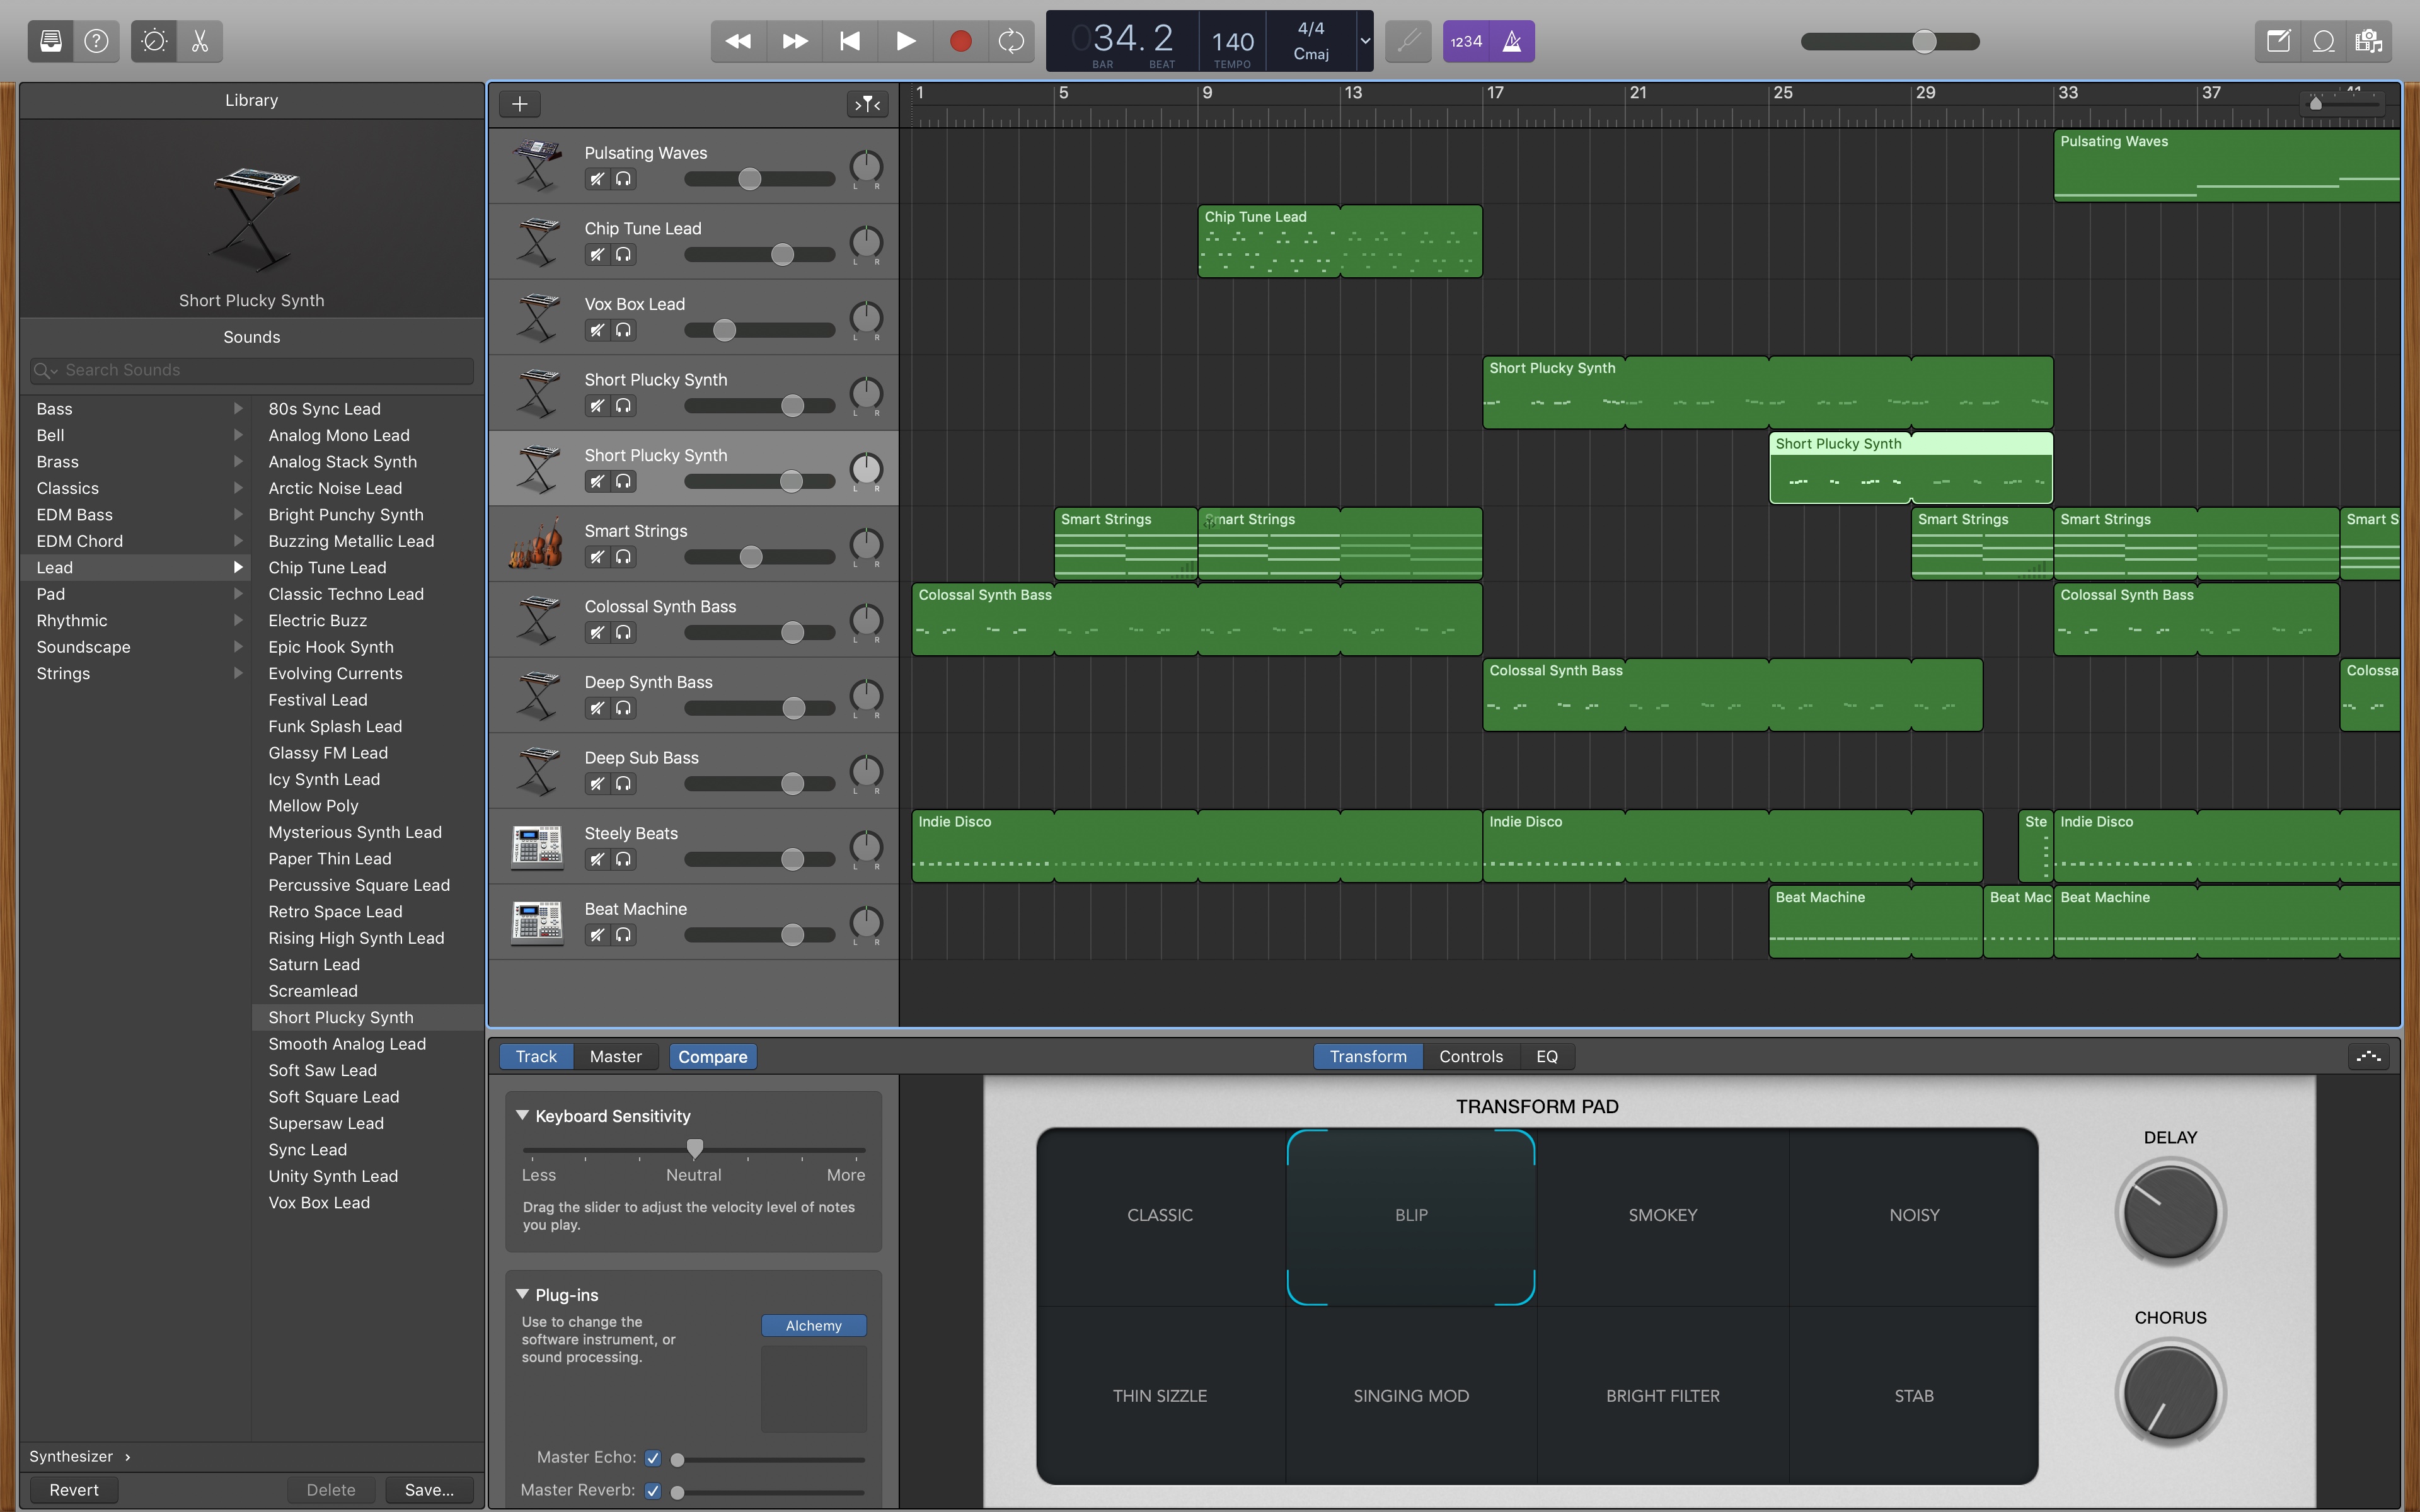 034.2
BAR BEAT
140
TEMPO
4/4
Cmaj
1234
Library
Short Plucky Synth
Sounds
Search Sounds
Bass
Bell
Brass
Classics
EDM Bass
EDM Chord
Lead
Pad
Rhythmic
Soundscape
Strings
80s Sync Lead
Analog Mono Lead
Analog Stack Synth
Arctic Noise Lead
Bright Punchy Synth
Buzzing Metallic Lead
Chip Tune Lead
Classic Techno Lead
Electric Buzz
Epic Hook Synth
Evolving Currents
Festival Lead
Funk Splash Lead
Glassy FM Lead
Icy Synth Lead
Mellow Poly
Mysterious Synth Lead
Paper Thin Lead
Percussive Square Lead
Retro Space Lead
Rising High Synth Lead
Saturn Lead
Screamlead
Short Plucky Synth
Smooth Analog Lead
Soft Saw Lead
Soft Square Lead
Supersaw Lead
Sync Lead
Unity Synth Lead
Vox Box Lead
Synthesizer ›
Revert Delete Save...
1 5 9 13 17 21 25 29 33 37 41
Pulsating Waves
L R
Pulsating Waves
Chip Tune Lead
L R
Chip Tune Lead
Vox Box Lead
L R
Short Plucky Synth
L R
Short Plucky Synth
Short Plucky Synth
L R
Short Plucky Synth
Smart Strings
L R
Smart Strings Smart Strings Smart Strings Smart Strings Smart S
Colossal Synth Bass
L R
Colossal Synth Bass Colossal Synth Bass
Deep Synth Bass
L R
Colossal Synth Bass Colossa
Deep Sub Bass
L R
Steely Beats
L R
Indie Disco Indie Disco Ste Indie Disco
Beat Machine
L R
Beat Machine Beat Mac Beat Machine
Track Master Compare
Transform Controls EQ
Keyboard Sensitivity
Less Neutral More
Drag the slider to adjust the velocity level of notes
you play.
Plug-ins
Use to change the
software instrument, or
sound processing.
Alchemy
Master Echo:
Master Reverb:
TRANSFORM PAD
CLASSIC BLIP SMOKEY NOISY
THIN SIZZLE SINGING MOD BRIGHT FILTER STAB
DELAY
CHORUS